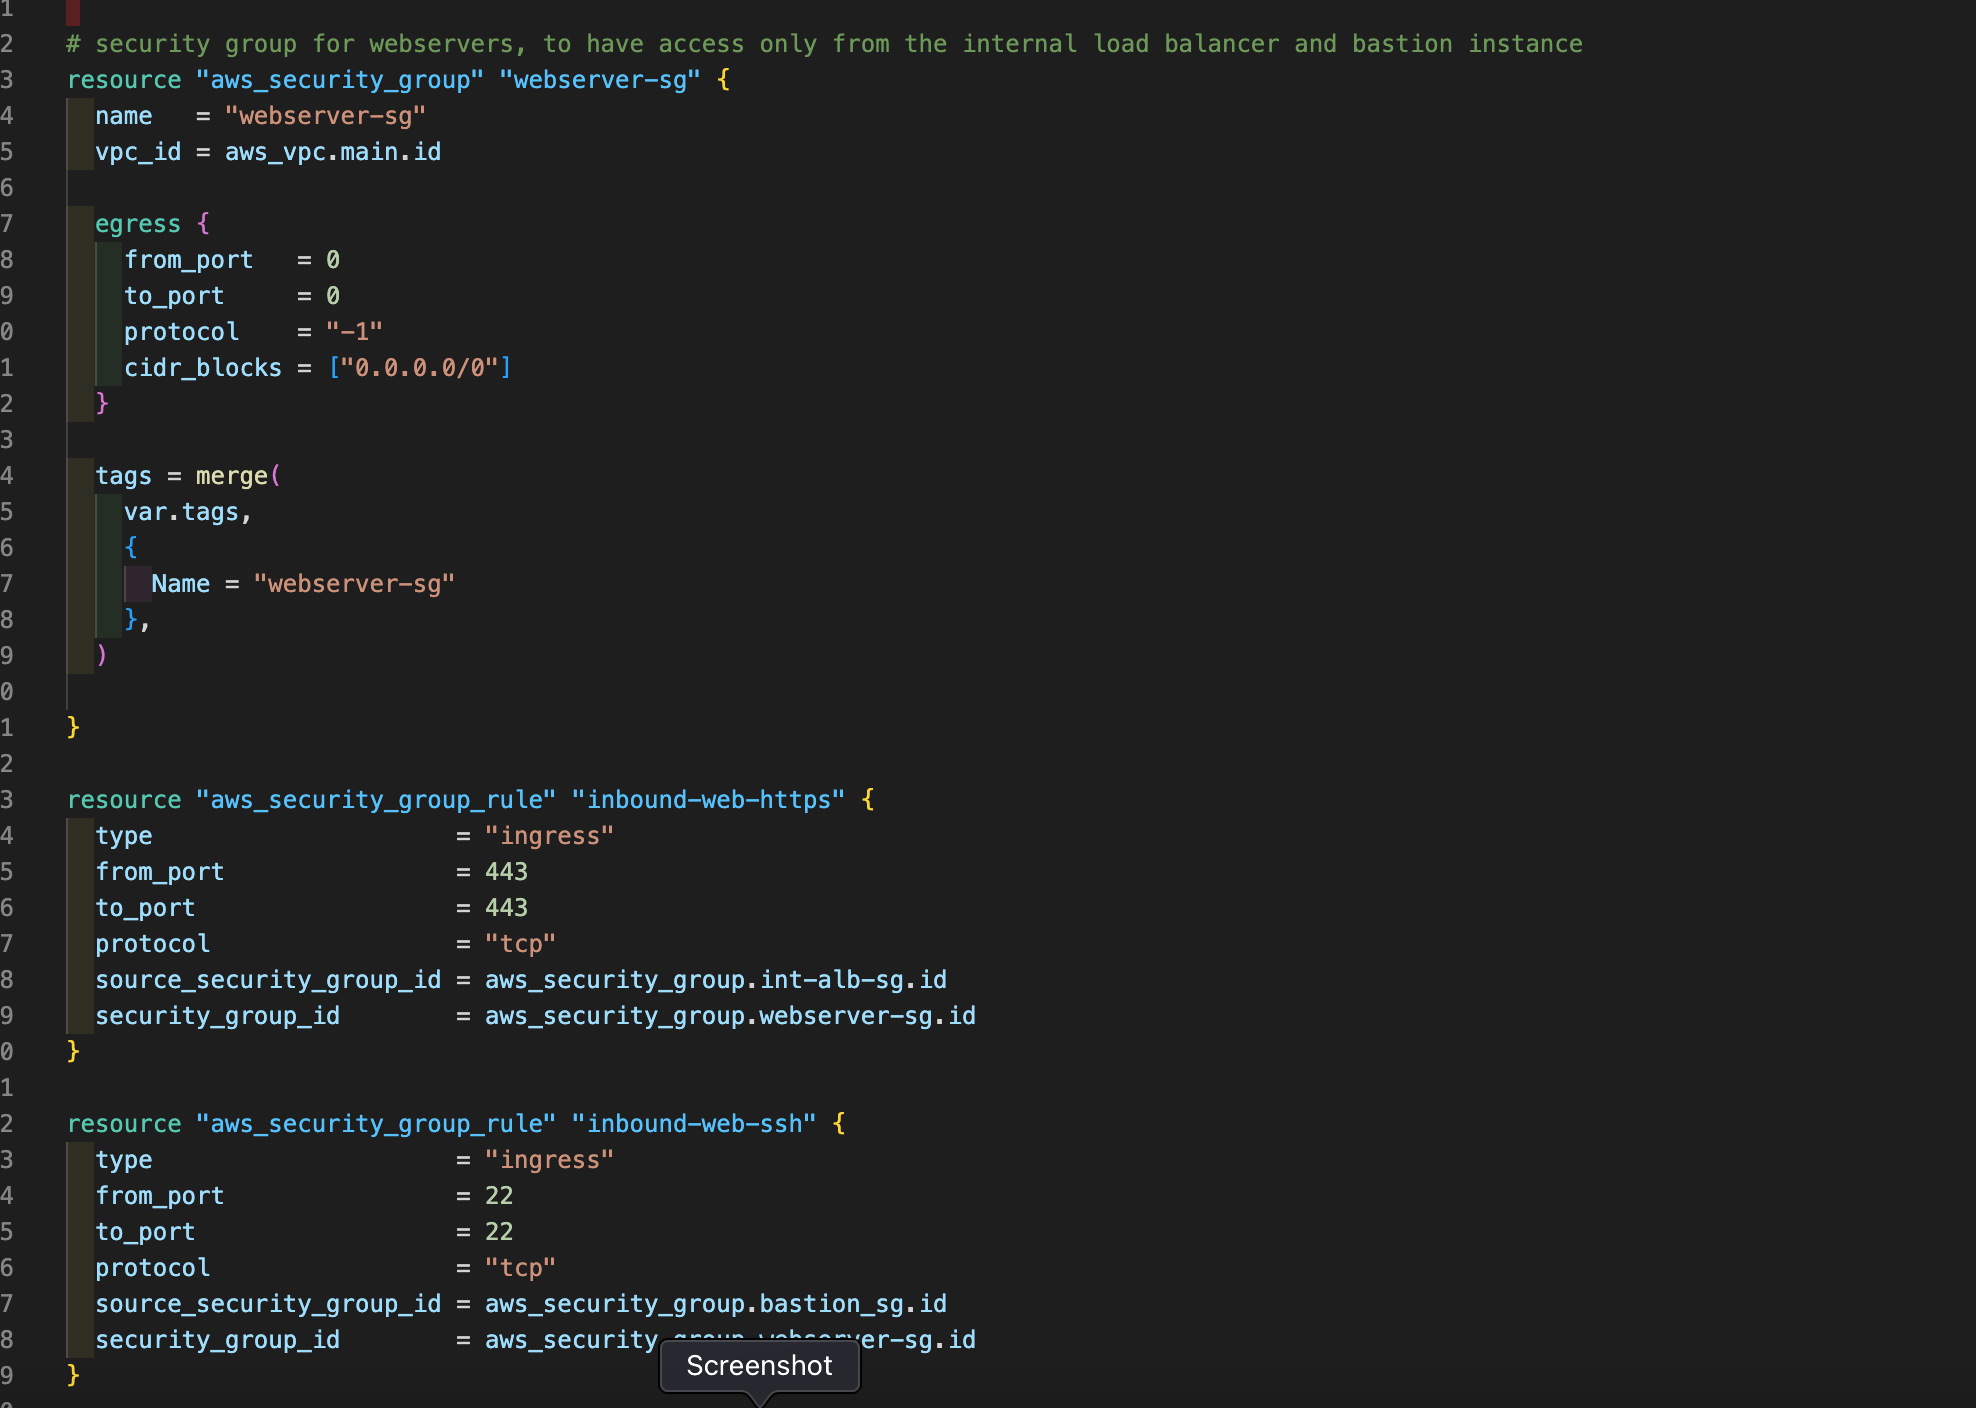 1
2 # security group for webservers, to have access only from the internal load balancer and bastion instance
3 resource "aws_security_group" "webserver-sg" {
4   name   = "webserver-sg"
5   vpc_id = aws_vpc.main.id
6
7   egress {
8     from_port   = 0
9     to_port     = 0
0     protocol    = "-1"
1     cidr_blocks = ["0.0.0.0/0"]
2   }
3
4   tags = merge(
5     var.tags,
6     {
7       Name = "webserver-sg"
8     },
9   )
0
1 }
2
3 resource "aws_security_group_rule" "inbound-web-https" {
4   type                     = "ingress"
5   from_port                = 443
6   to_port                  = 443
7   protocol                 = "tcp"
8   source_security_group_id = aws_security_group.int-alb-sg.id
9   security_group_id        = aws_security_group.webserver-sg.id
0 }
1
2 resource "aws_security_group_rule" "inbound-web-ssh" {
3   type                     = "ingress"
4   from_port                = 22
5   to_port                  = 22
6   protocol                 = "tcp"
7   source_security_group_id = aws_security_group.bastion_sg.id
8   security_group_id        = aws_security_group.webserver-sg.id
9 }
Screenshot